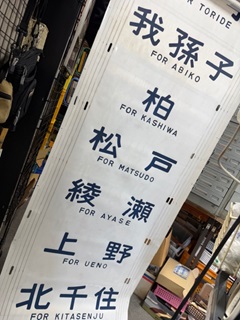 FOR TORIDE
我孫子
FOR ABIKO
柏
FOR KASHIWA
松戸
FOR MATSUDO
綾瀬
FOR AYASE
上野
FOR UENO
北千住
FOR KITASENJU